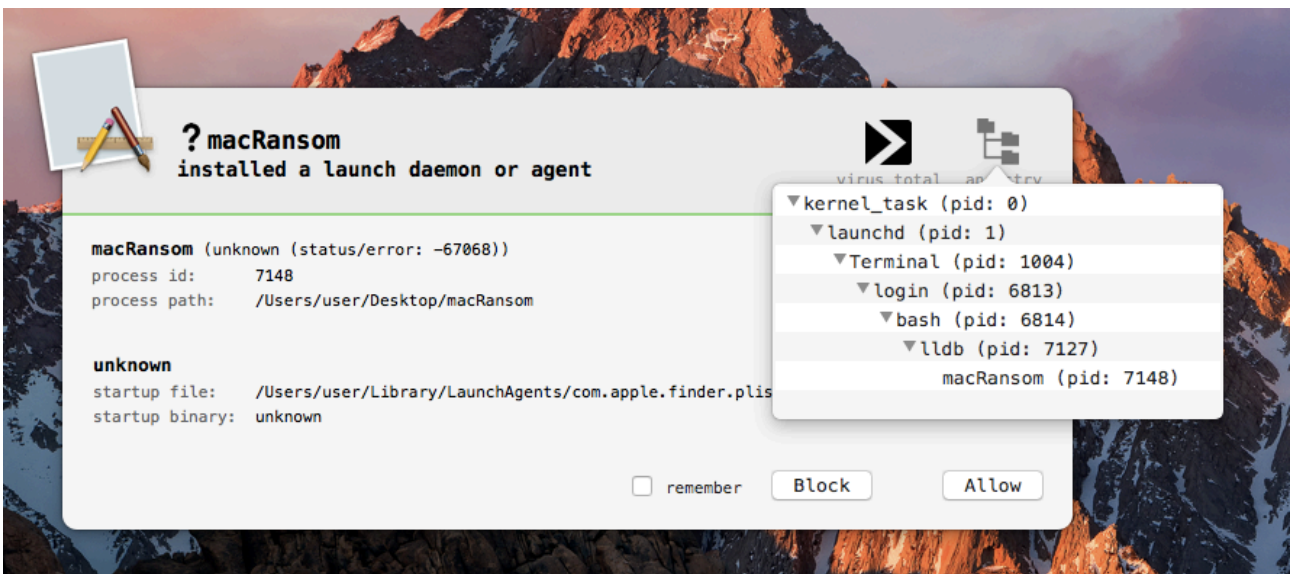 ? macRansom
installed a launch daemon or agent
virus total
macRansom (unknown (status/error: -67068))
process id: 7148
process path: /Users/user/Desktop/macRansom
unknown
startup file: /Users/user/Library/LaunchAgents/com.apple.finder.plis
startup binary: unknown
kernel_task (pid: 0)
launchd (pid: 1)
Terminal (pid: 1004)
login (pid: 6813)
bash (pid: 6814)
lldb (pid: 7127)
macRansom (pid: 7148)
remember
Block
Allow